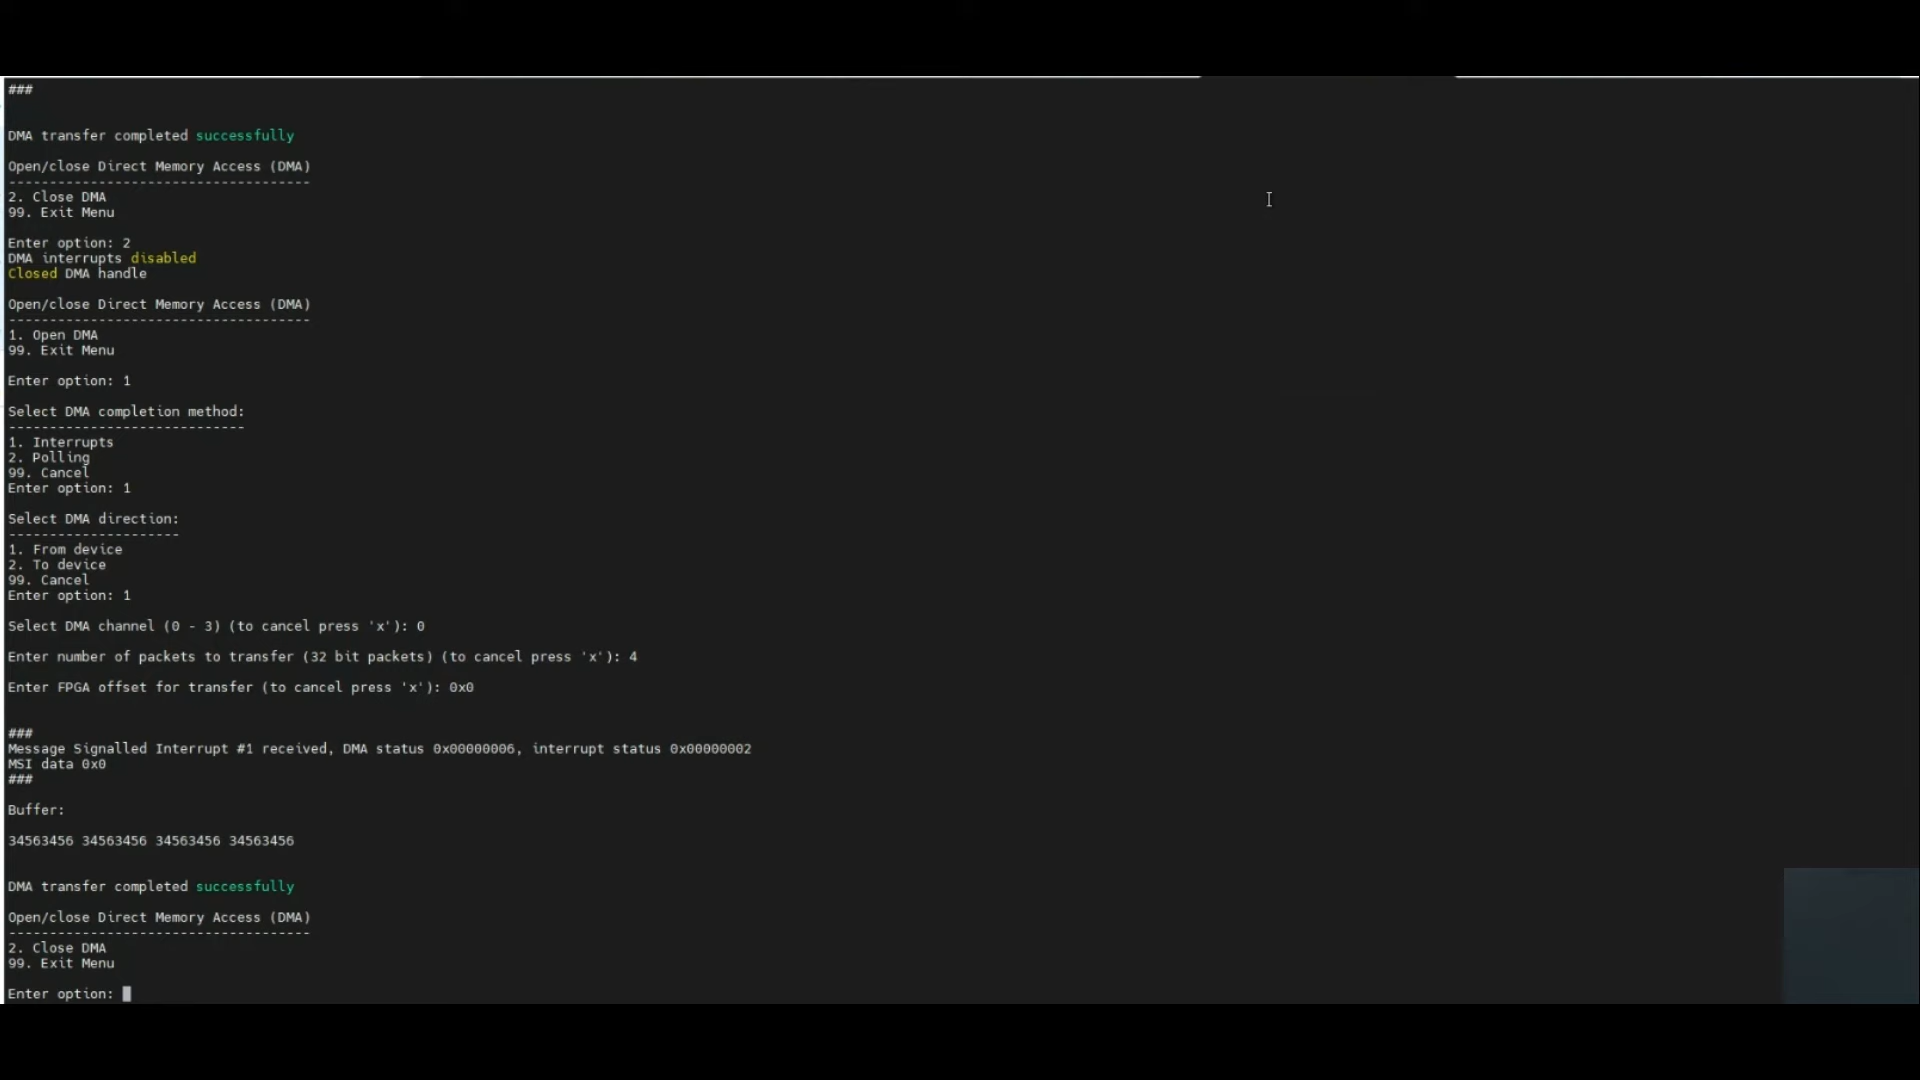 ###
DMA transfer completed successfully
Open/close Direct Memory Access (DMA)
-------------------------------------
2. Close DMA
99. Exit Menu
Enter option: 2
DMA interrupts disabled
Closed DMA handle
Open/close Direct Memory Access (DMA)
-------------------------------------
1. Open DMA
99. Exit Menu
Enter option: 1
Select DMA completion method:
-----------------------------
1. Interrupts
2. Polling
99. Cancel
Enter option: 1
Select DMA direction:
---------------------
1. From device
2. To device
99. Cancel
Enter option: 1
Select DMA channel (0 - 3) (to cancel press 'x'): 0
Enter number of packets to transfer (32 bit packets) (to cancel press 'x'): 4
Enter FPGA offset for transfer (to cancel press 'x'): 0x0
###
Message Signalled Interrupt #1 received, DMA status 0x00000006, interrupt status 0x00000002
MSI data 0x0
###
Buffer:
34563456 34563456 34563456 34563456
DMA transfer completed successfully
Open/close Direct Memory Access (DMA)
-------------------------------------
2. Close DMA
99. Exit Menu
Enter option: